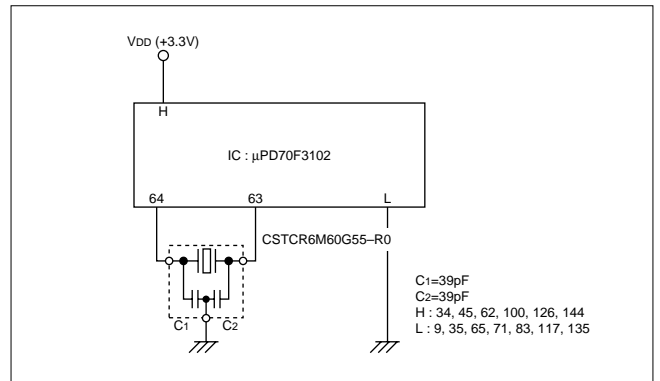 VDD (+3.3V)
H
IC : μPD70F3102
64 63 L
CSTCR6M60G55–R0
C1 C2
C1=39pF
C2=39pF
H : 34, 45, 62, 100, 126, 144
L : 9, 35, 65, 71, 83, 117, 135